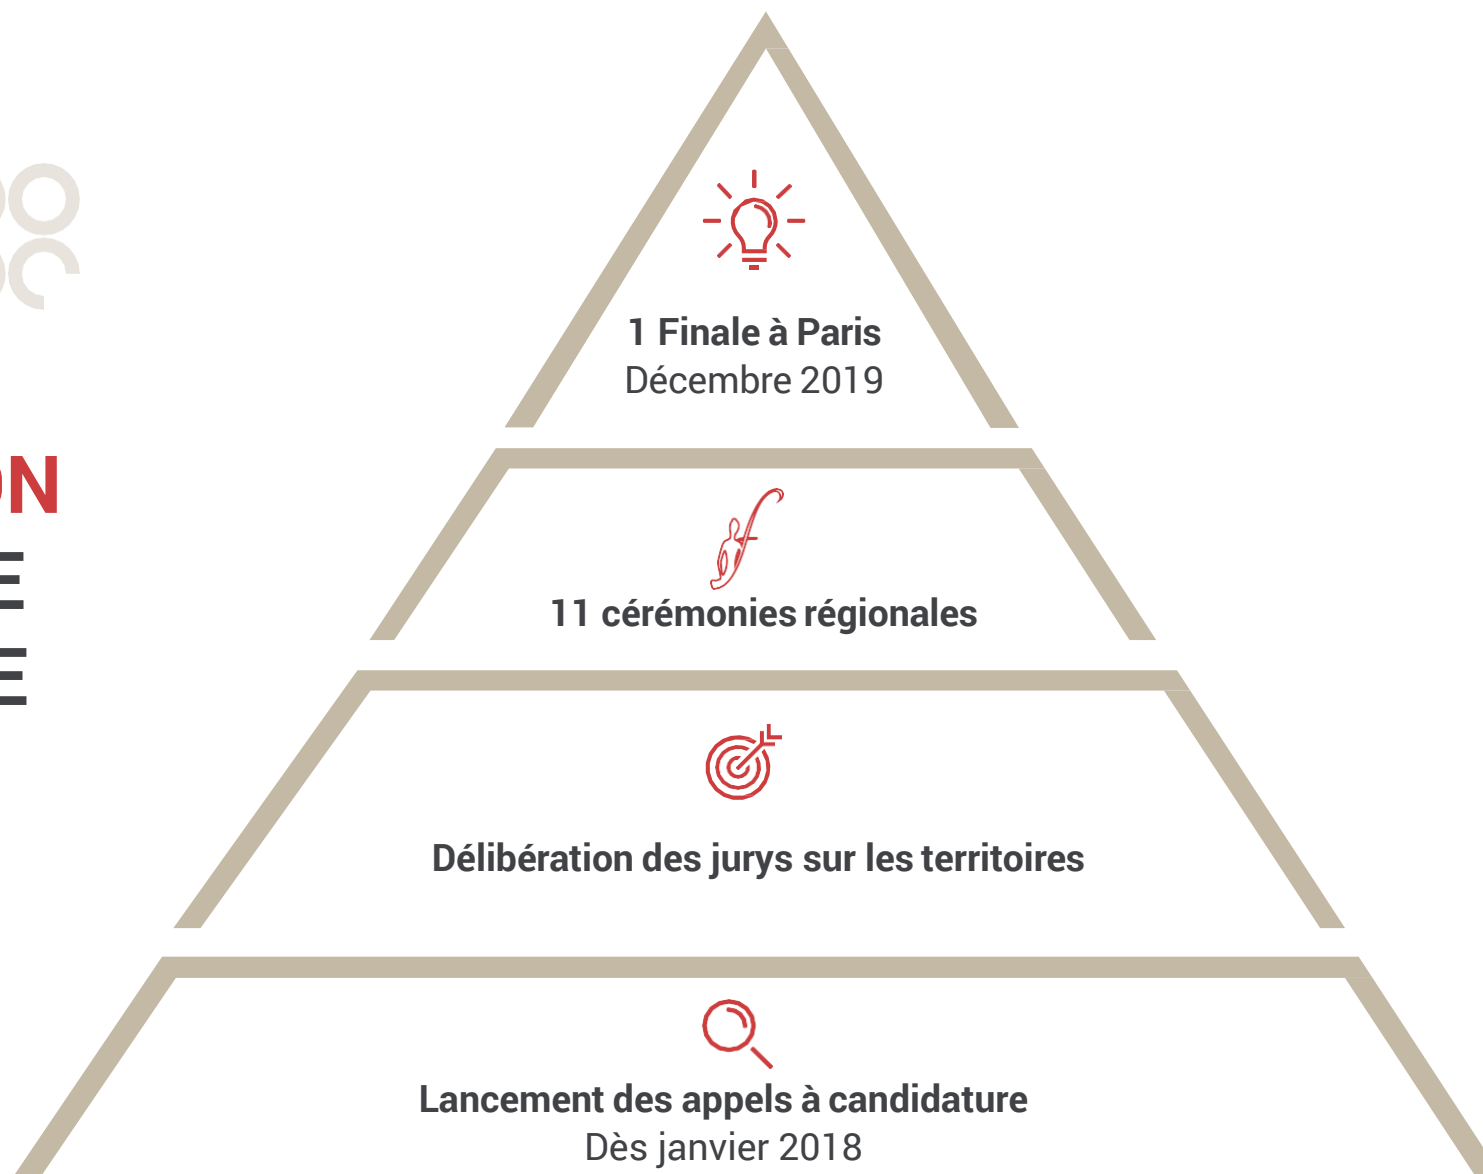 1 Finale à Paris
Décembre 2019
ON
11 cérémonies régionales
E
E
Délibération des jurys sur les territoires
Lancement des appels à candidature
Dès janvier 2018